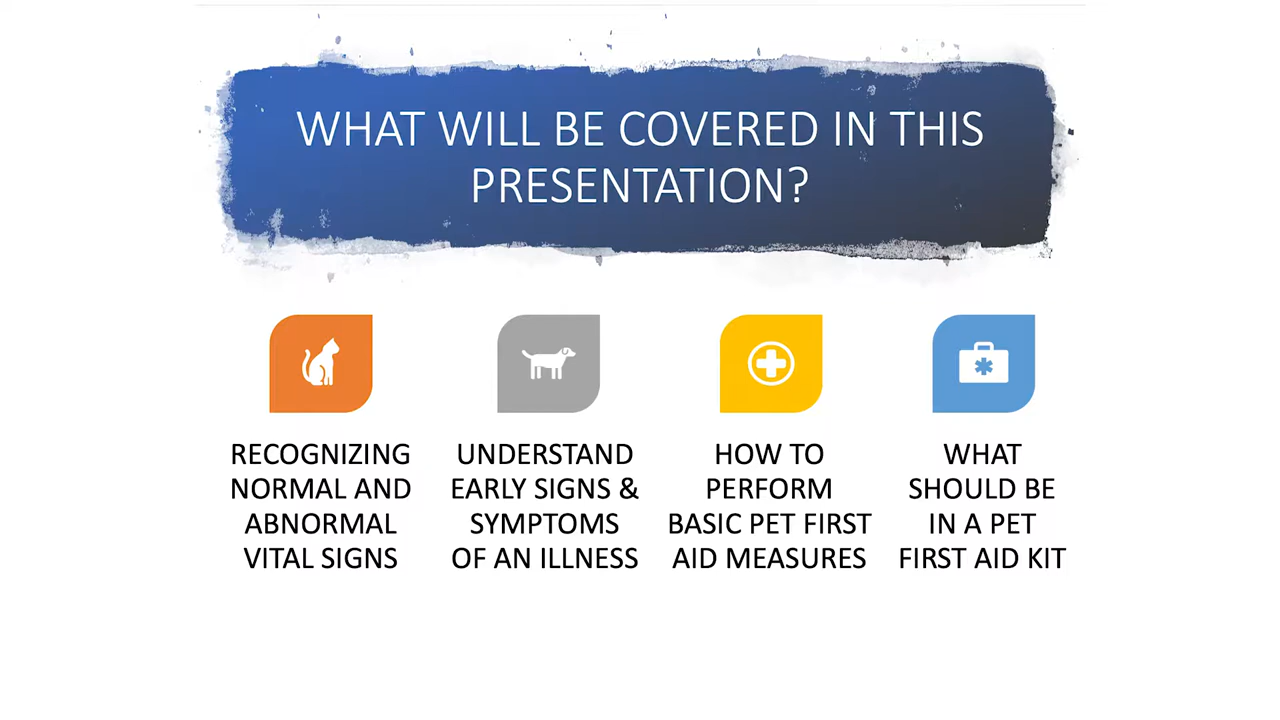 WHAT WILL BE COVERED IN THIS
PRESENTATION?
RECOGNIZING
NORMAL AND
ABNORMAL
VITAL SIGNS
UNDERSTAND
EARLY SIGNS &
SYMPTOMS
OF AN ILLNESS
HOW TO
PERFORM
BASIC PET FIRST
AID MEASURES
WHAT
SHOULD BE
IN A PET
FIRST AID KIT